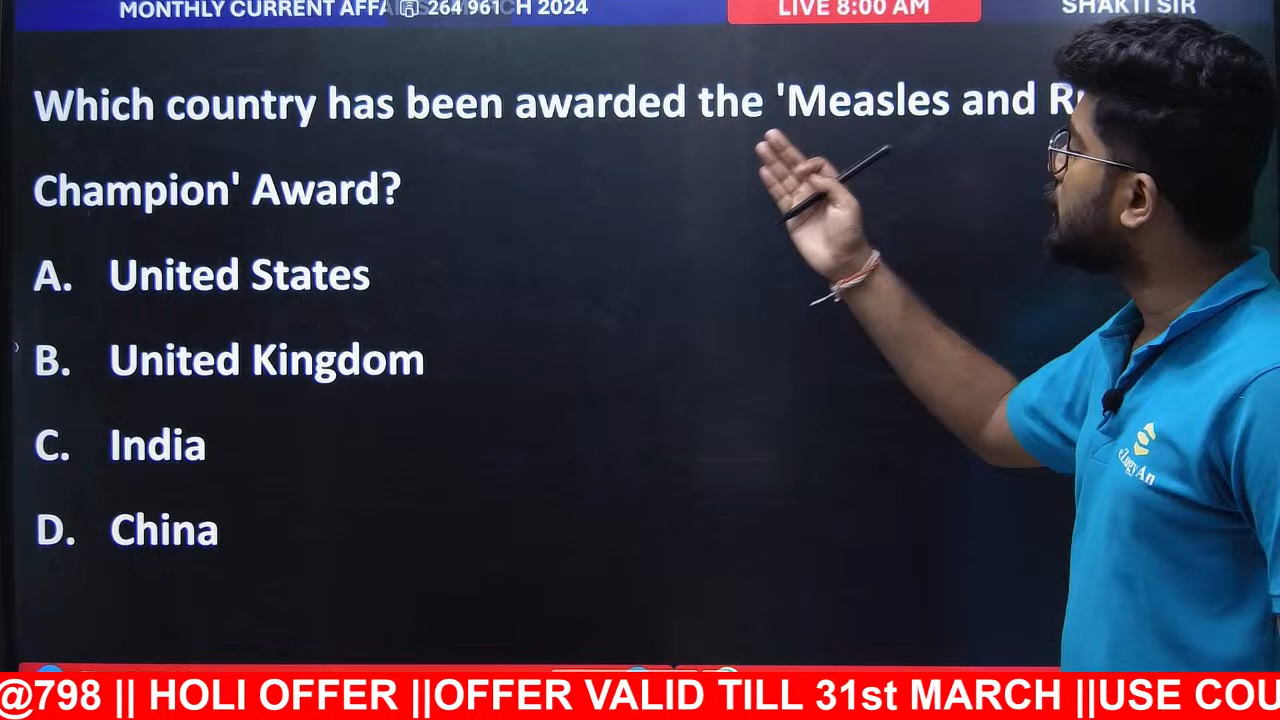 MONTHLY CURRENT AFFA 264 961 H 2024
LIVE 8:00 AM
SHAKTI SIR
Which country has been awarded the 'Measles and
Champion' Award?
A. United States
B. United Kingdom
C. India
D. China
@798 || HOLI OFFER ||OFFER VALID TILL 31st MARCH ||USE COU